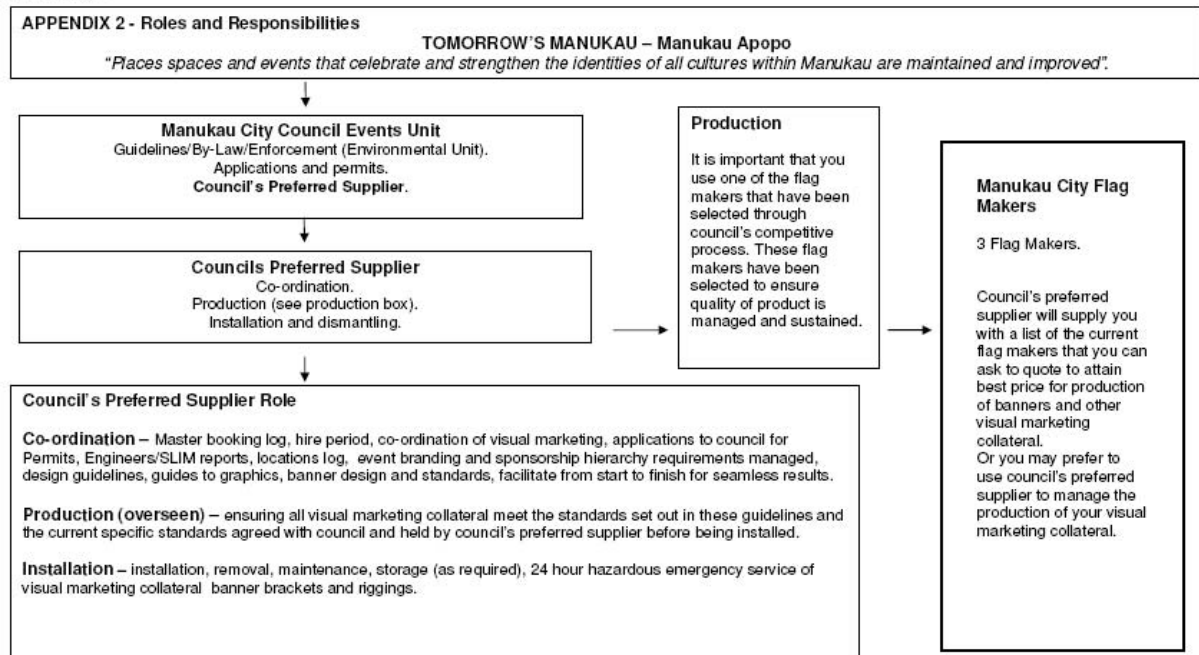 APPENDIX 2 - Roles and Responsibilities
TOMORROW'S MANUKAU – Manukau Apopo
"Places spaces and events that celebrate and strengthen the identities of all cultures within Manukau are maintained and improved".
Manukau City Council Events Unit
Guidelines/By-Law/Enforcement (Environmental Unit).
Applications and permits.
Council's Preferred Supplier.
Councils Preferred Supplier
Co-ordination.
Production (see production box).
Installation and dismantling.
Production
It is important that you
use one of the flag
makers that have been
selected through
council's competitive
process. These flag
makers have been
selected to ensure
quality of product is
managed and sustained.
Manukau City Flag
Makers
3 Flag Makers.
Council's preferred
supplier will supply you
with a list of the current
flag makers that you can
ask to quote to attain
best price for production
of banners and other
visual marketing
collateral.
Or you may prefer to
use council's preferred
supplier to manage the
production of your visual
marketing collateral.
Council's Preferred Supplier Role
Co-ordination – Master booking log, hire period, co-ordination of visual marketing, applications to council for
Permits, Engineers/SLIM reports, locations log, event branding and sponsorship hierarchy requirements managed,
design guidelines, guides to graphics, banner design and standards, facilitate from start to finish for seamless results.
Production (overseen) – ensuring all visual marketing collateral meet the standards set out in these guidelines and
the current specific standards agreed with council and held by council's preferred supplier before being installed.
Installation – installation, removal, maintenance, storage (as required), 24 hour hazardous emergency service of
visual marketing collateral banner brackets and riggings.